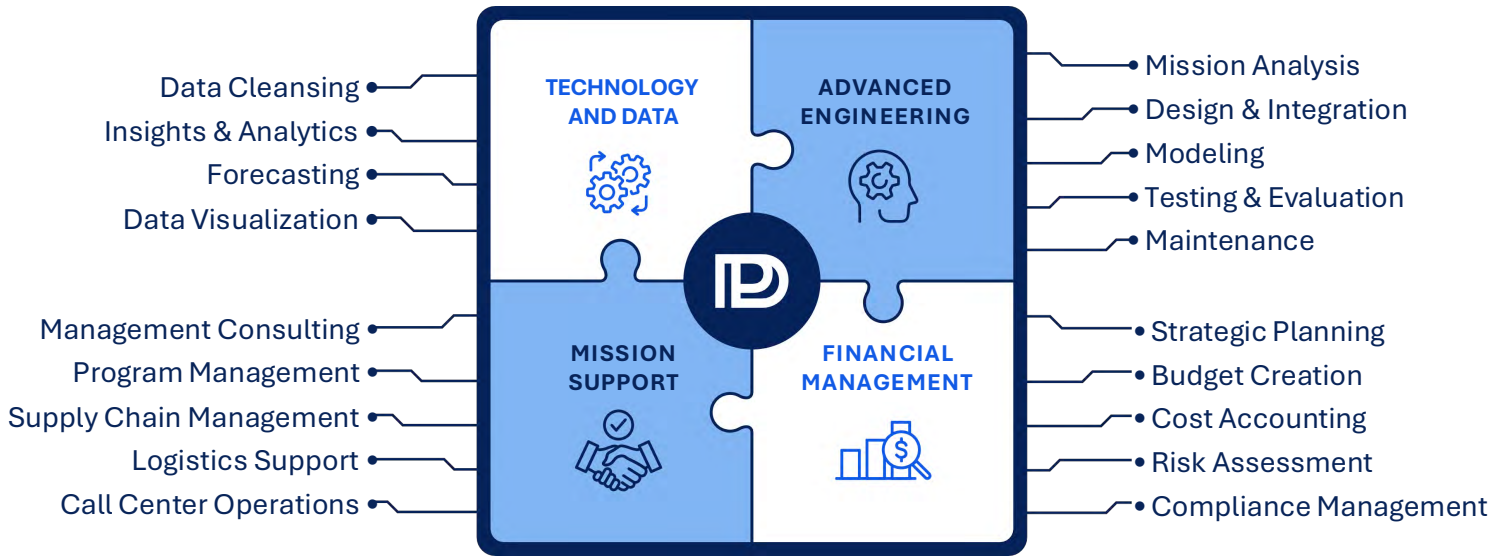 TECHNOLOGY
AND DATA
Data Cleansing
Insights & Analytics
Forecasting
Data Visualization
ADVANCED
ENGINEERING
Mission Analysis
Design & Integration
Modeling
Testing & Evaluation
Maintenance
MISSION
SUPPORT
Management Consulting
Program Management
Supply Chain Management
Logistics Support
Call Center Operations
FINANCIAL
MANAGEMENT
$
Strategic Planning
Budget Creation
Cost Accounting
Risk Assessment
Compliance Management
PD